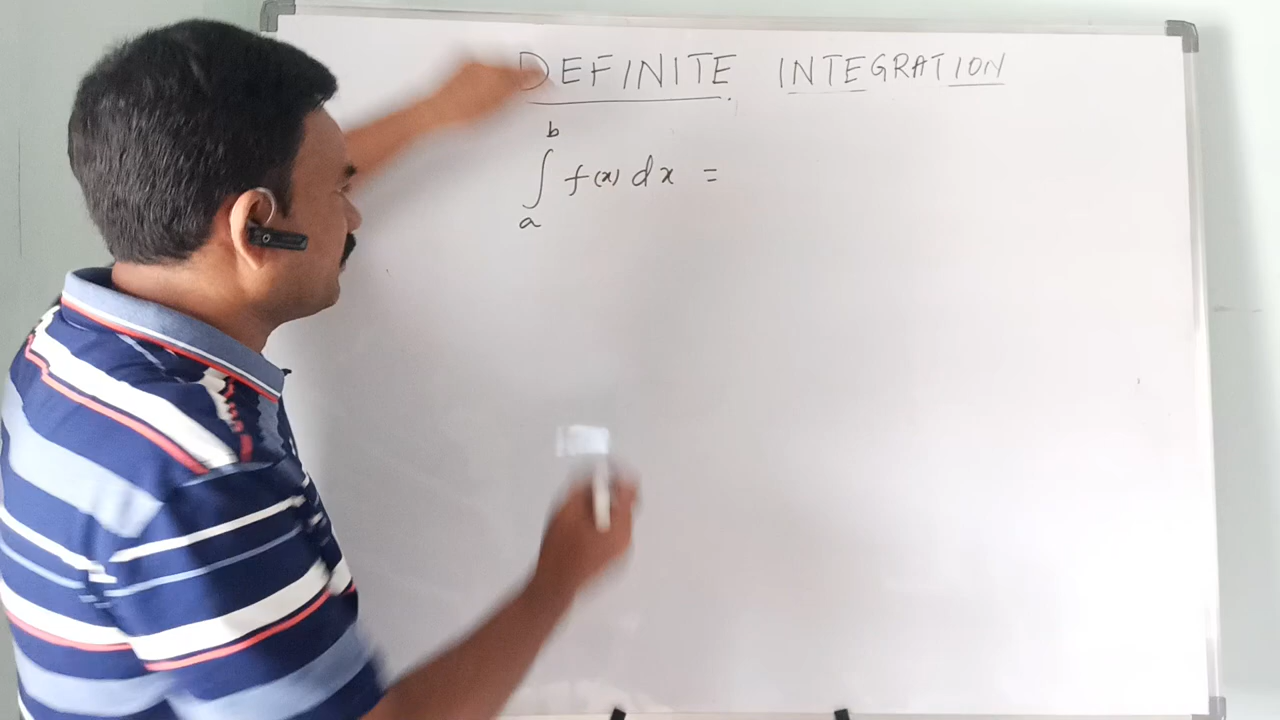 DEFINITE INTEGRATION
b
∫ f(x) dx =
a